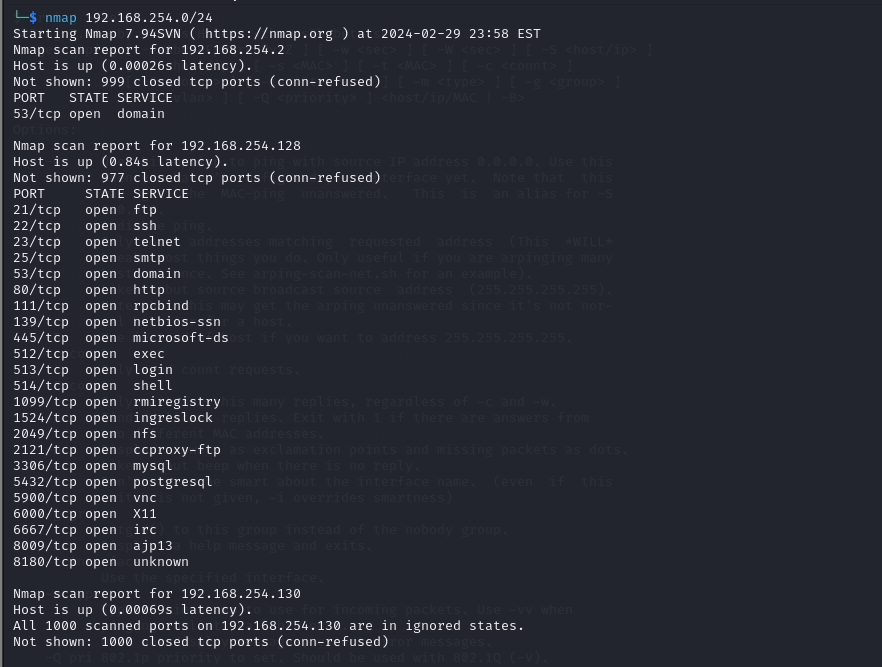 └─$ nmap 192.168.254.0/24
Starting Nmap 7.94SVN ( https://nmap.org ) at 2024-02-29 23:58 EST
Nmap scan report for 192.168.254.2
Host is up (0.00026s latency).
Not shown: 999 closed tcp ports (conn-refused)
PORT   STATE SERVICE
53/tcp open  domain

Nmap scan report for 192.168.254.128
Host is up (0.84s latency).
Not shown: 977 closed tcp ports (conn-refused)
PORT     STATE SERVICE
21/tcp   open  ftp
22/tcp   open  ssh
23/tcp   open  telnet
25/tcp   open  smtp
53/tcp   open  domain
80/tcp   open  http
111/tcp  open  rpcbind
139/tcp  open  netbios-ssn
445/tcp  open  microsoft-ds
512/tcp  open  exec
513/tcp  open  login
514/tcp  open  shell
1099/tcp open  rmiregistry
1524/tcp open  ingreslock
2049/tcp open  nfs
2121/tcp open  ccproxy-ftp
3306/tcp open  mysql
5432/tcp open  postgresql
5900/tcp open  vnc
6000/tcp open  X11
6667/tcp open  irc
8009/tcp open  ajp13
8180/tcp open  unknown

Nmap scan report for 192.168.254.130
Host is up (0.00069s latency).
All 1000 scanned ports on 192.168.254.130 are in ignored states.
Not shown: 1000 closed tcp ports (conn-refused)